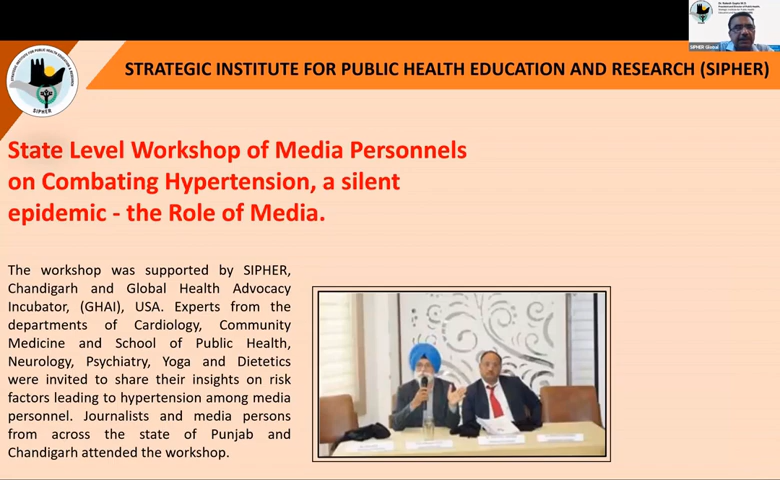 SIPHER Global
STRATEGIC INSTITUTE FOR PUBLIC HEALTH EDUCATION AND RESEARCH (SIPHER)
SIPHER
State Level Workshop of Media Personnels
on Combating Hypertension, a silent
epidemic - the Role of Media.
The workshop was supported by SIPHER,
Chandigarh and Global Health Advocacy
Incubator, (GHAI), USA. Experts from the
departments of Cardiology, Community
Medicine and School of Public Health,
Neurology, Psychiatry, Yoga and Dietetics
were invited to share their insights on risk
factors leading to hypertension among media
personnel. Journalists and media persons
from across the state of Punjab and
Chandigarh attended the workshop.